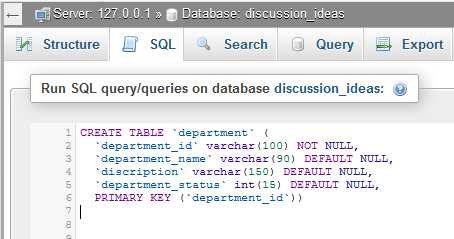 Server: 127.0.0.1 » Database: discussion_ideas
Structure SQL Search Query Export
Run SQL query/queries on database discussion_ideas:
1 CREATE TABLE `department` (
2 `department_id` varchar(100) NOT NULL,
3 `department_name` varchar(90) DEFAULT NULL,
4 `discription` varchar(150) DEFAULT NULL,
5 `department_status` int(15) DEFAULT NULL,
6 PRIMARY KEY (`department_id`))
7
8
9